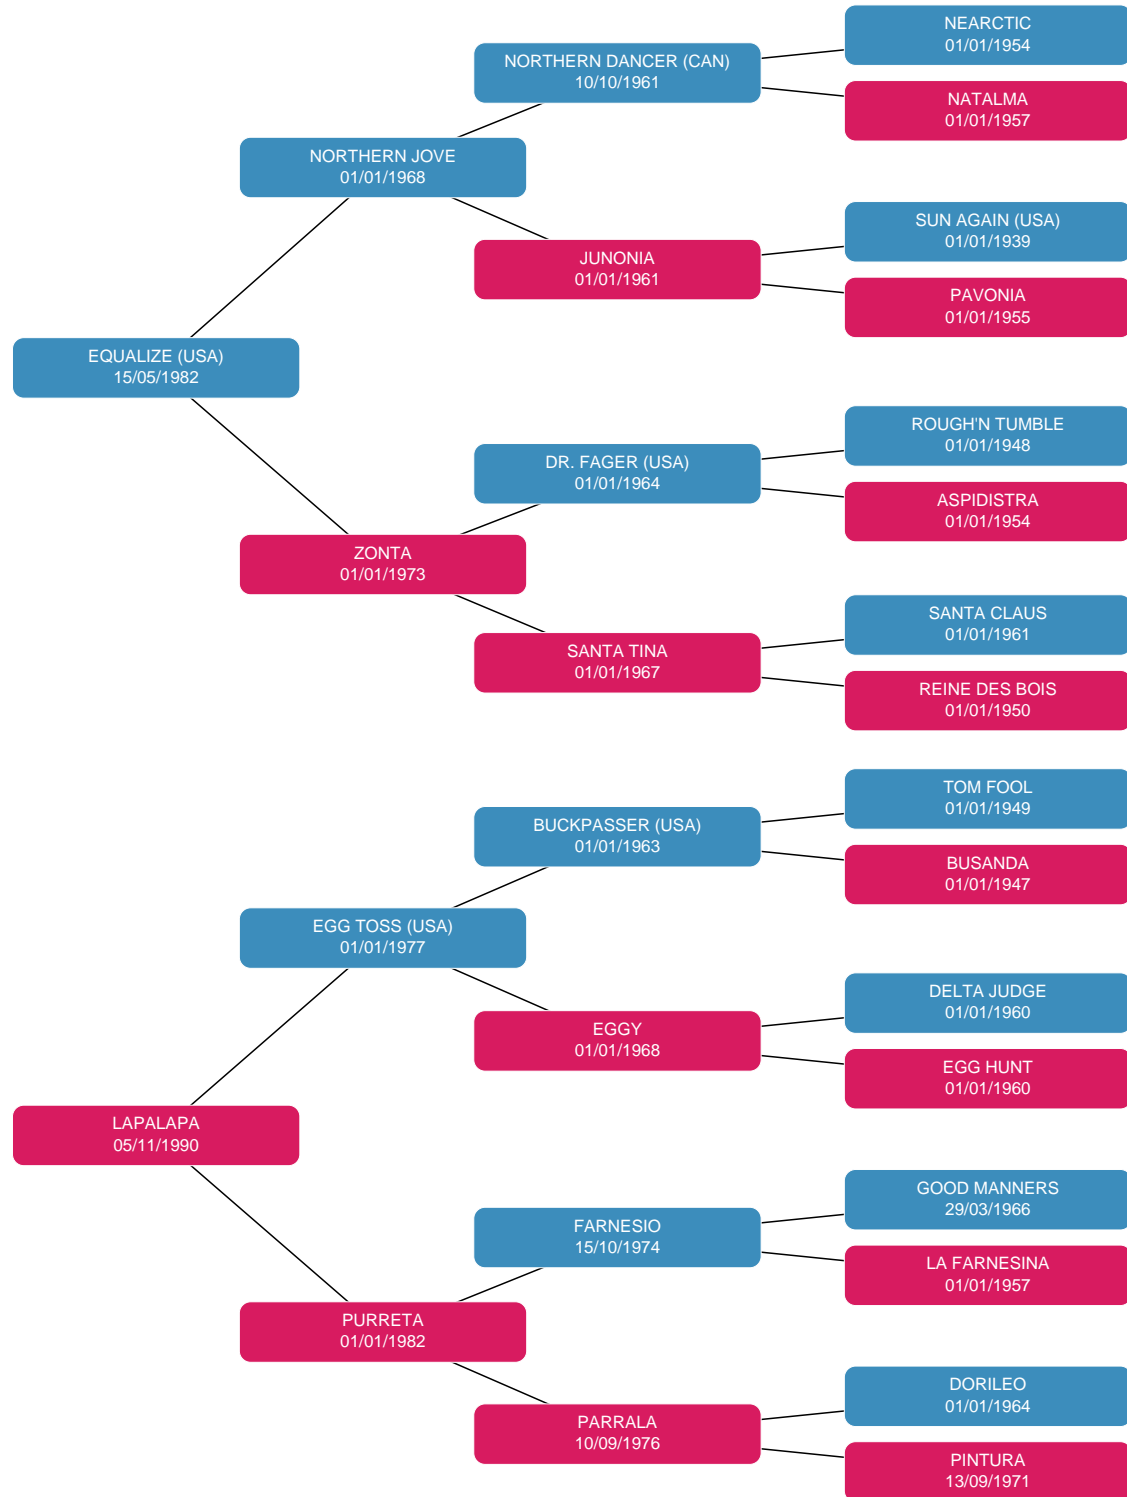 NEARCTIC
01/01/1954
NORTHERN DANCER (CAN)
10/10/1961
NATALMA
01/01/1957
NORTHERN JOVE
01/01/1968
SUN AGAIN (USA)
01/01/1939
JUNONIA
01/01/1961
PAVONIA
01/01/1955
EQUALIZE (USA)
15/05/1982
ROUGH'N TUMBLE
01/01/1948
DR. FAGER (USA)
01/01/1964
ASPIDISTRA
01/01/1954
ZONTA
01/01/1973
SANTA CLAUS
01/01/1961
SANTA TINA
01/01/1967
REINE DES BOIS
01/01/1950
TOM FOOL
01/01/1949
BUCKPASSER (USA)
01/01/1963
BUSANDA
01/01/1947
EGG TOSS (USA)
01/01/1977
DELTA JUDGE
01/01/1960
EGGY
01/01/1968
EGG HUNT
01/01/1960
LAPALAPA
05/11/1990
GOOD MANNERS
29/03/1966
FARNESIO
15/10/1974
LA FARNESINA
01/01/1957
PURRETA
01/01/1982
DORILEO
01/01/1964
PARRALA
10/09/1976
PINTURA
13/09/1971